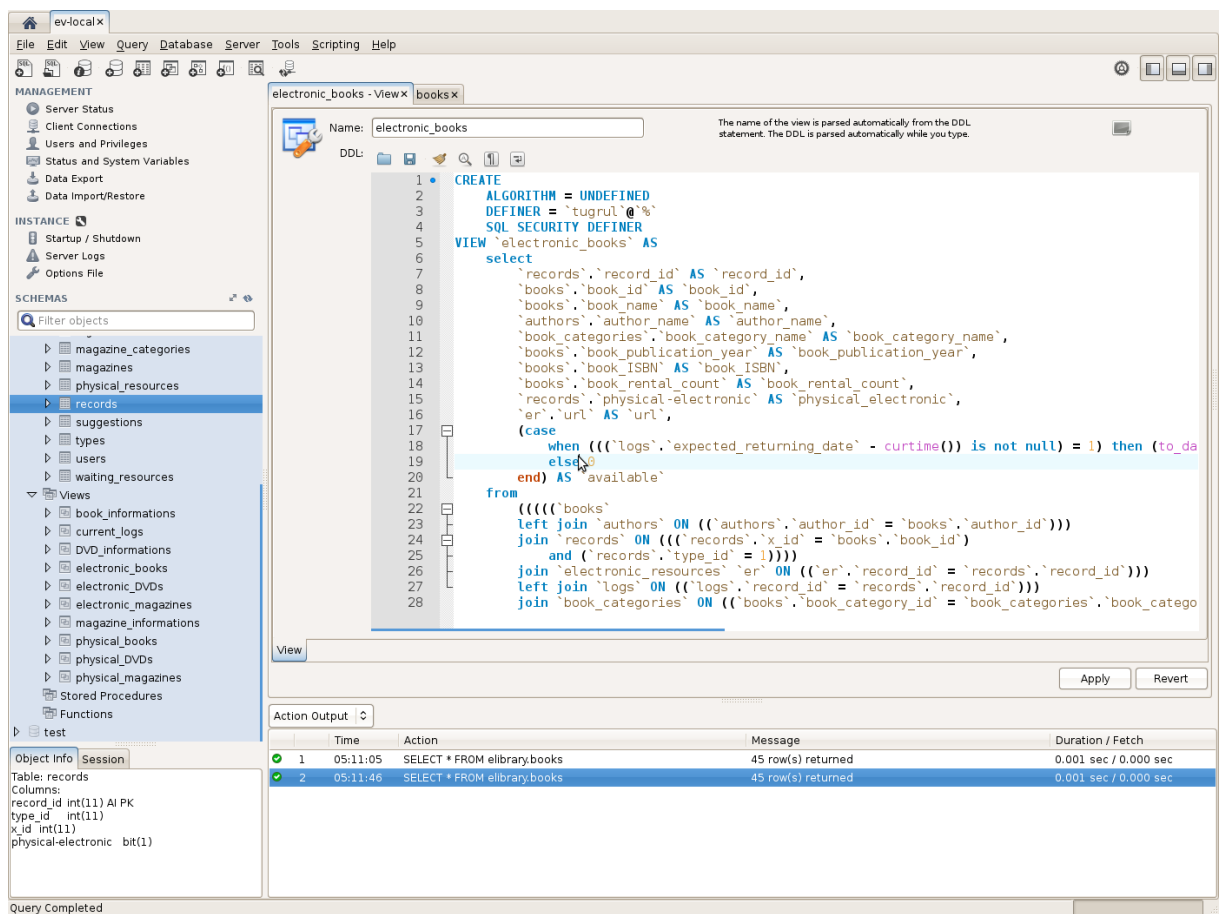 ev-local×
File Edit View Query Database Server Tools Scripting Help
MANAGEMENT
Server Status
Client Connections
Users and Privileges
Status and System Variables
Data Export
Data Import/Restore
INSTANCE
Startup / Shutdown
Server Logs
Options File
SCHEMAS
Filter objects
magazine_categories
magazines
physical_resources
records
suggestions
types
users
waiting_resources
Views
book_informations
current_logs
DVD_informations
electronic_books
electronic_DVDs
electronic_magazines
magazine_informations
physical_books
physical_DVDs
physical_magazines
Stored Procedures
Functions
test
Object Info Session
Table: records
Columns:
record_id int(11) AI PK
type_id int(11)
x_id int(11)
physical-electronic bit(1)
electronic_books - View× books×
Name: electronic_books
The name of the view is parsed automatically from the DDL
statement. The DDL is parsed automatically while you type.
DDL:
1 CREATE
2 ALGORITHM = UNDEFINED
3 DEFINER = `tugrul`@`%`
4 SQL SECURITY DEFINER
5 VIEW `electronic_books` AS
6 select
7 `records`.`record_id` AS `record_id`,
8 `books`.`book_id` AS `book_id`,
9 `books`.`book_name` AS `book_name`,
10 `authors`.`author_name` AS `author_name`,
11 `book_categories`.`book_category_name` AS `book_category_name`,
12 `books`.`book_publication_year` AS `book_publication_year`,
13 `books`.`book_ISBN` AS `book_ISBN`,
14 `books`.`book_rental_count` AS `book_rental_count`,
15 `records`.`physical-electronic` AS `physical_electronic`,
16 `er`.`url` AS `url`,
17 (case
18 when (((`logs`.`expected_returning_date` - curtime()) is not null) = 1) then (to_da
19 else 0
20 end) AS `available`
21 from
22 (((((`books`
23 left join `authors` ON ((`authors`.`author_id` = `books`.`author_id`)))
24 join `records` ON (((`records`.`x_id` = `books`.`book_id`)
25 and (`records`.`type_id` = 1))))
26 join `electronic_resources` `er` ON ((`er`.`record_id` = `records`.`record_id`)))
27 left join `logs` ON ((`logs`.`record_id` = `records`.`record_id`)))
28 join `book_categories` ON ((`books`.`book_category_id` = `book_categories`.`book_catego
View
Apply Revert
Action Output
Time Action Message Duration / Fetch
1 05:11:05 SELECT * FROM elibrary.books 45 row(s) returned 0.001 sec / 0.000 sec
2 05:11:46 SELECT * FROM elibrary.books 45 row(s) returned 0.001 sec / 0.000 sec
Query Completed